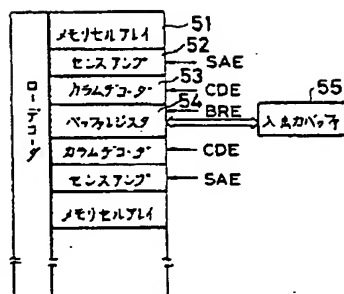 ローデコーダ
メモリセルアレイ 51
センスアンプ 52 SAE
カラムデコーダー 53 CDE
バッファレジスタ 54 BRE
入出力バッファ 55
カラムデコーダ CDE
センスアンプ SAE
メモリセルアレイ